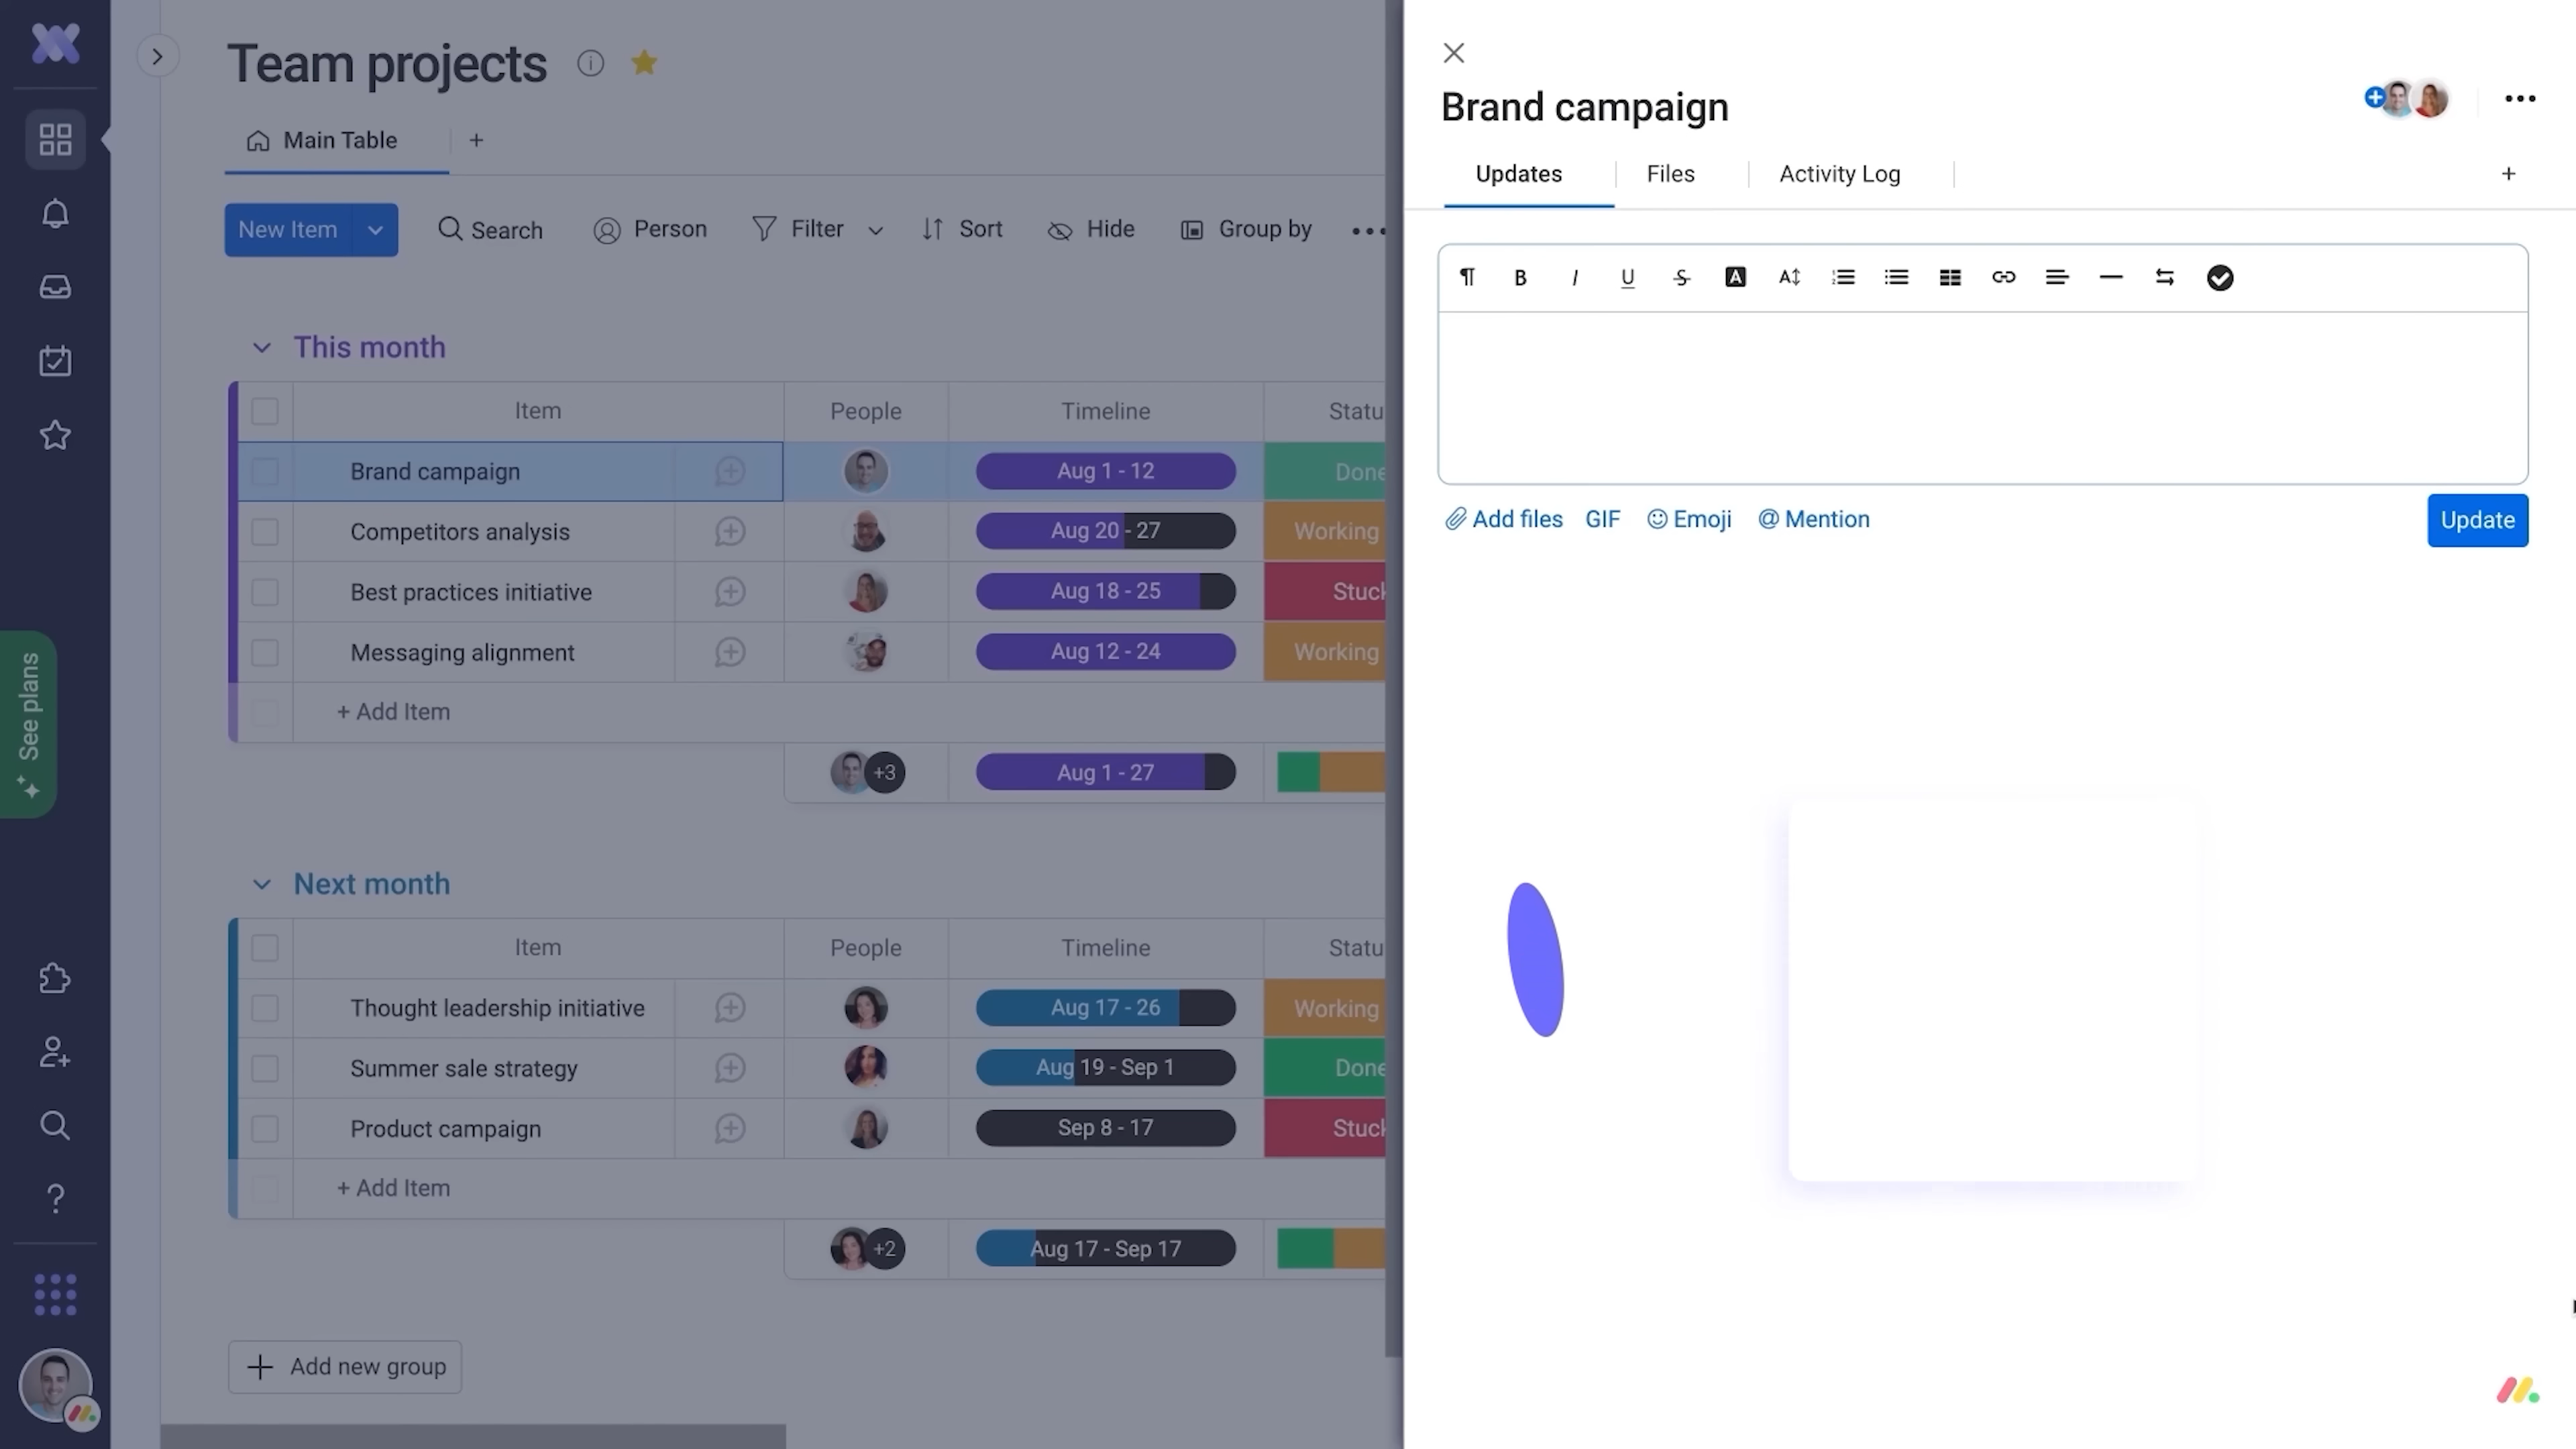 Team projects
Main Table
+
New Item
Search
Person
Filter
Sort
Hide
Group by
This month
Item People Timeline Statu
Brand campaign Aug 1 - 12 Done
Competitors analysis Aug 20 - 27 Working
Best practices initiative Aug 18 - 25 Stuck
Messaging alignment Aug 12 - 24 Working
+ Add Item
+3 Aug 1 - 27
Next month
Item People Timeline Statu
Thought leadership initiative Aug 17 - 26 Working
Summer sale strategy Aug 19 - Sep 1 Done
Product campaign Sep 8 - 17 Stuck
+ Add Item
+2 Aug 17 - Sep 17
+ Add new group
See plans
Brand campaign
Updates
Files
Activity Log
+
B I U S A A
Add files
GIF
Emoji
@ Mention
Update